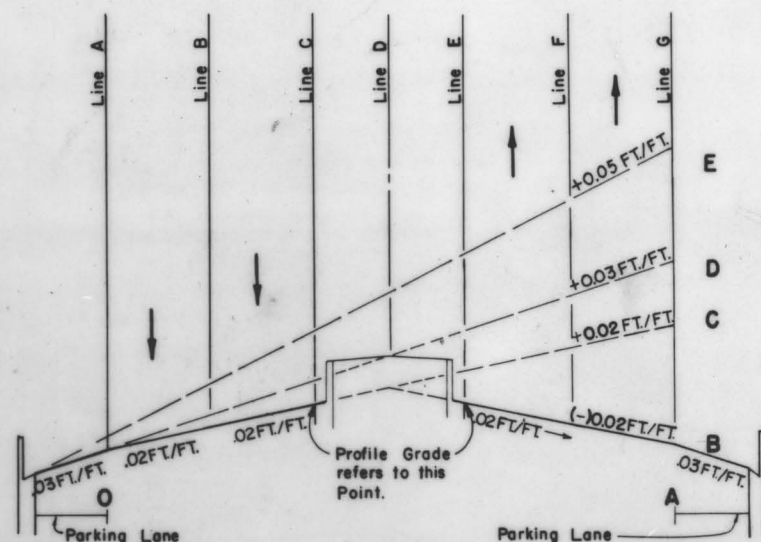 Line A
Line B
Line C
Line D
Line E
Line F
Line G
+0.05 FT./FT.
E
+0.03 FT./FT.
D
+0.02 FT./FT.
C
(-)0.02 FT./FT.
B
.02 FT./FT.
.02 FT./FT.
.02 FT./FT.
.03 FT./FT.
.03 FT./FT.
Profile Grade
refers to this
Point.
O
A
Parking Lane
Parking Lane